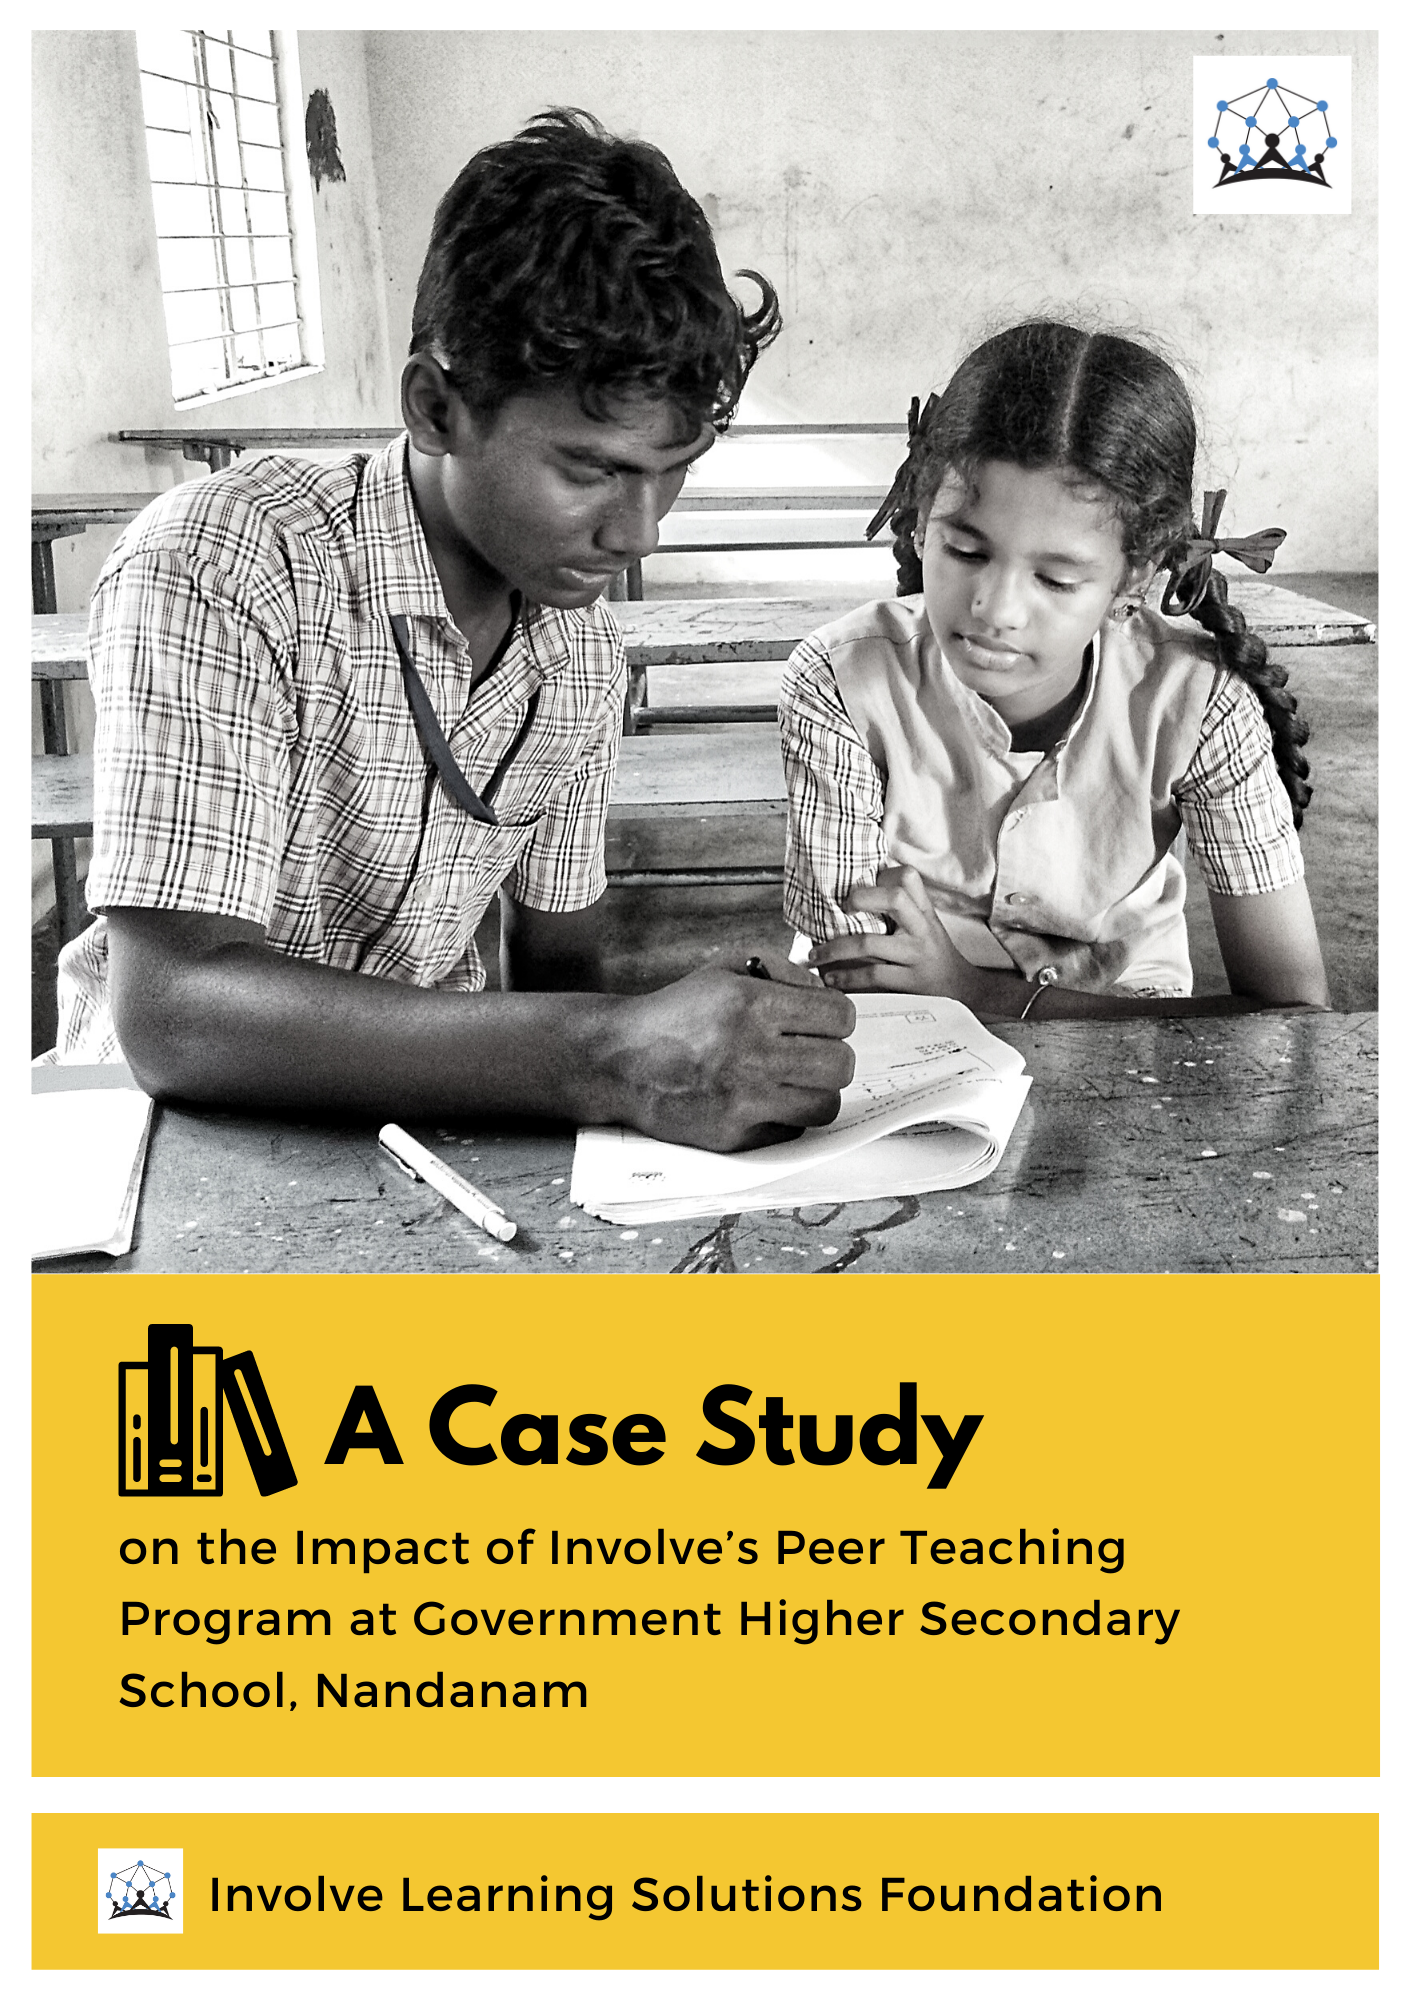 A Case Study
on the Impact of Involve’s Peer Teaching
Program at Government Higher Secondary
School, Nandanam
Involve Learning Solutions Foundation